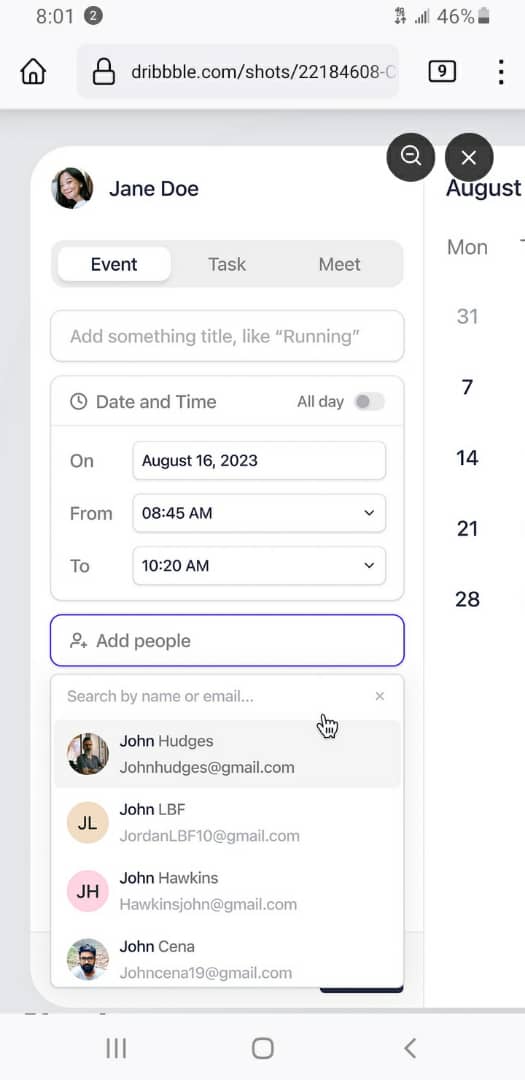 8:01 2 4G 46%
dribbble.com/shots/22184608-C 9
Jane Doe
August
Event Task Meet
Mon
Add something title, like “Running”
31
Date and Time All day
7
On August 16, 2023
14
From 08:45 AM
21
To 10:20 AM
28
Add people
Search by name or email...
John Hudges
Johnhudges@gmail.com
JL
John LBF
JordanLBF10@gmail.com
JH
John Hawkins
Hawkinsjohn@gmail.com
John Cena
Johncena19@gmail.com